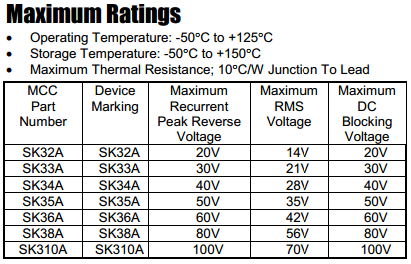 Maximum Ratings
• Operating Temperature: -50°C to +125°C
• Storage Temperature: -50°C to +150°C
• Maximum Thermal Resistance; 10°C/W Junction To Lead
MCC Part Number | Device Marking | Maximum Recurrent Peak Reverse Voltage | Maximum RMS Voltage | Maximum DC Blocking Voltage
SK32A | SK32A | 20V | 14V | 20V
SK33A | SK33A | 30V | 21V | 30V
SK34A | SK34A | 40V | 28V | 40V
SK35A | SK35A | 50V | 35V | 50V
SK36A | SK36A | 60V | 42V | 60V
SK38A | SK38A | 80V | 56V | 80V
SK310A | SK310A | 100V | 70V | 100V